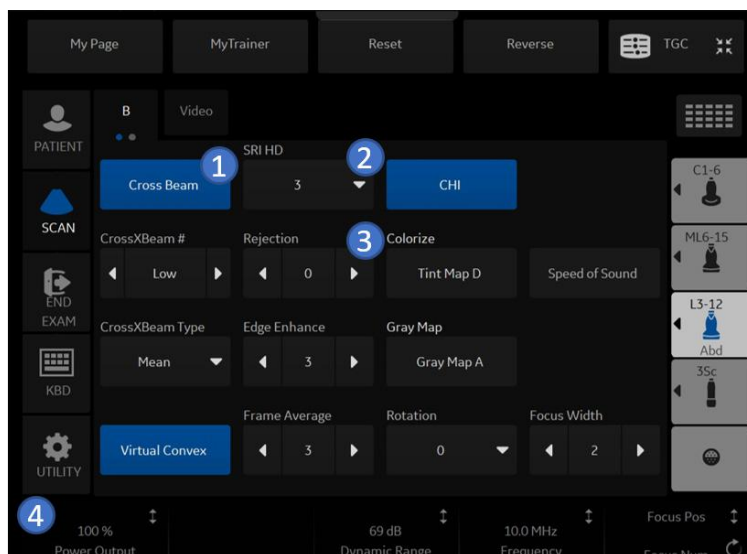 My Page MyTrainer Reset Reverse TGC
B Video
PATIENT
1 SRI HD 2
Cross Beam 3 CHI
C1-6
SCAN
CrossXBeam # Rejection 3 Colorize
ML6-15
Low 0 Tint Map D Speed of Sound
END
EXAM
CrossXBeam Type Edge Enhance Gray Map
L3-12
Mean 3 Gray Map A
Abd
KBD
3Sc
Frame Average Rotation Focus Width
Virtual Convex 3 0 2
UTILITY
4
100 % 69 dB 10.0 MHz Focus Pos
Power Output Dynamic Range Frequency Focus Num